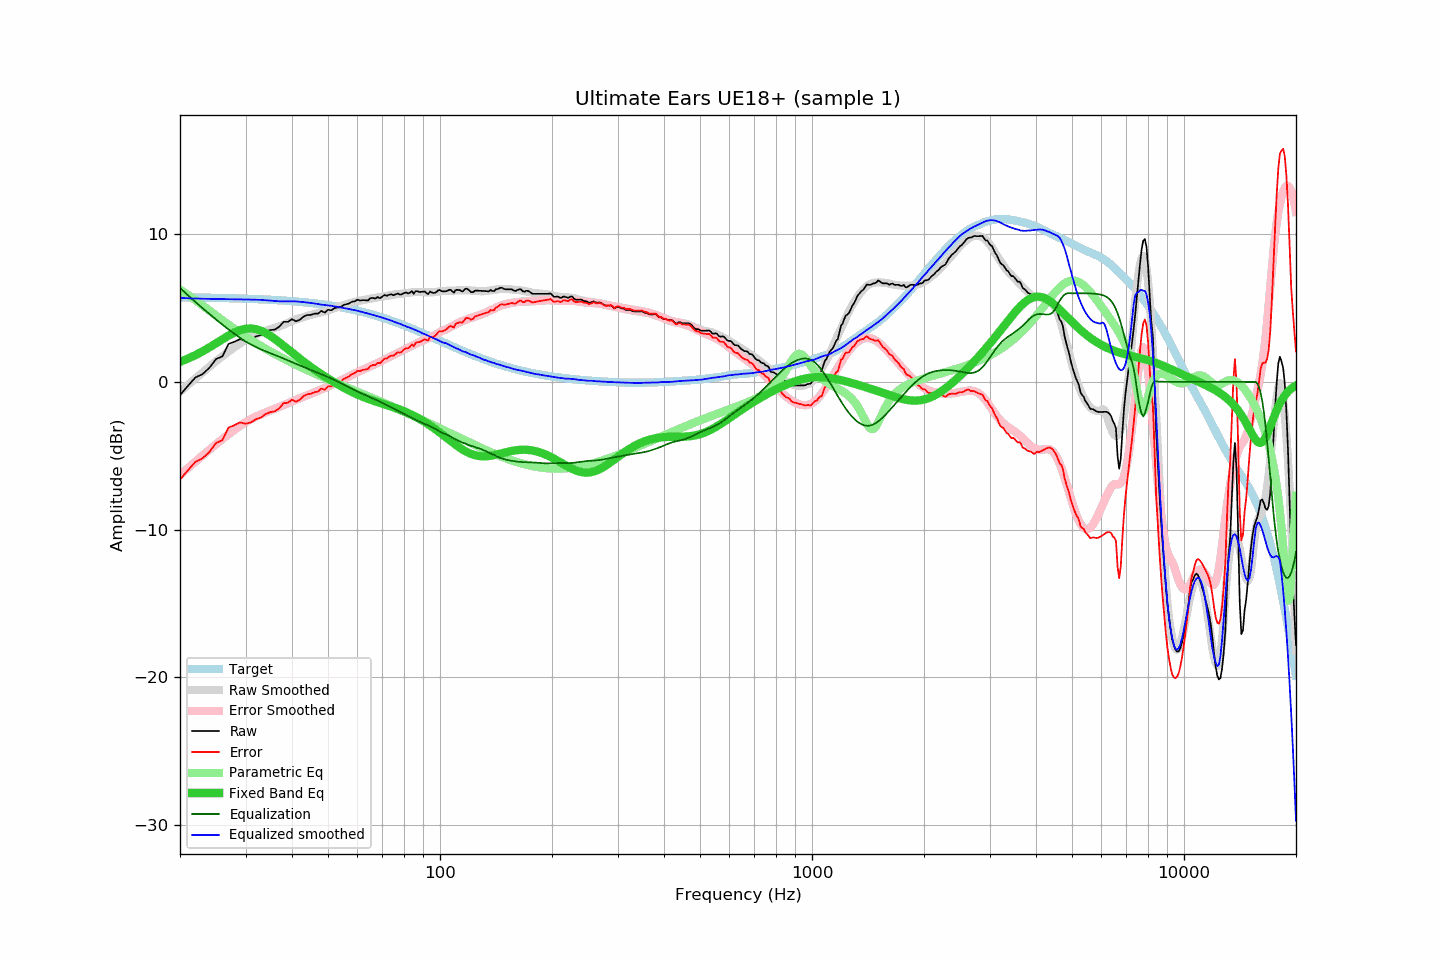 Ultimate Ears UE18+ (sample 1)
10
0
−10
−20
−30
Amplitude (dBr)
Target
Raw Smoothed
Error Smoothed
Raw
Error
Parametric Eq
Fixed Band Eq
Equalization
Equalized smoothed
100
1000
10000
Frequency (Hz)